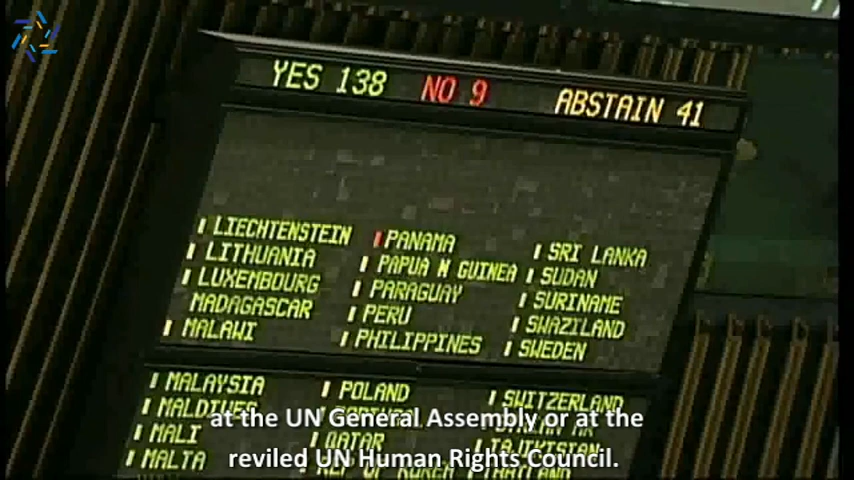 YES 138 NO 9 ABSTAIN 41
LIECHTENSTEIN PANAMA SRI LANKA
LITHUANIA PAPUA N GUINEA SUDAN
LUXEMBOURG PARAGUAY SURINAME
MADAGASCAR PERU SWAZILAND
MALAWI PHILIPPINES SWEDEN
MALAYSIA POLAND SWITZERLAND
MALDIVES
MALI QATAR TAJIKISTAN
MALTA
at the UN General Assembly or at the
reviled UN Human Rights Council.